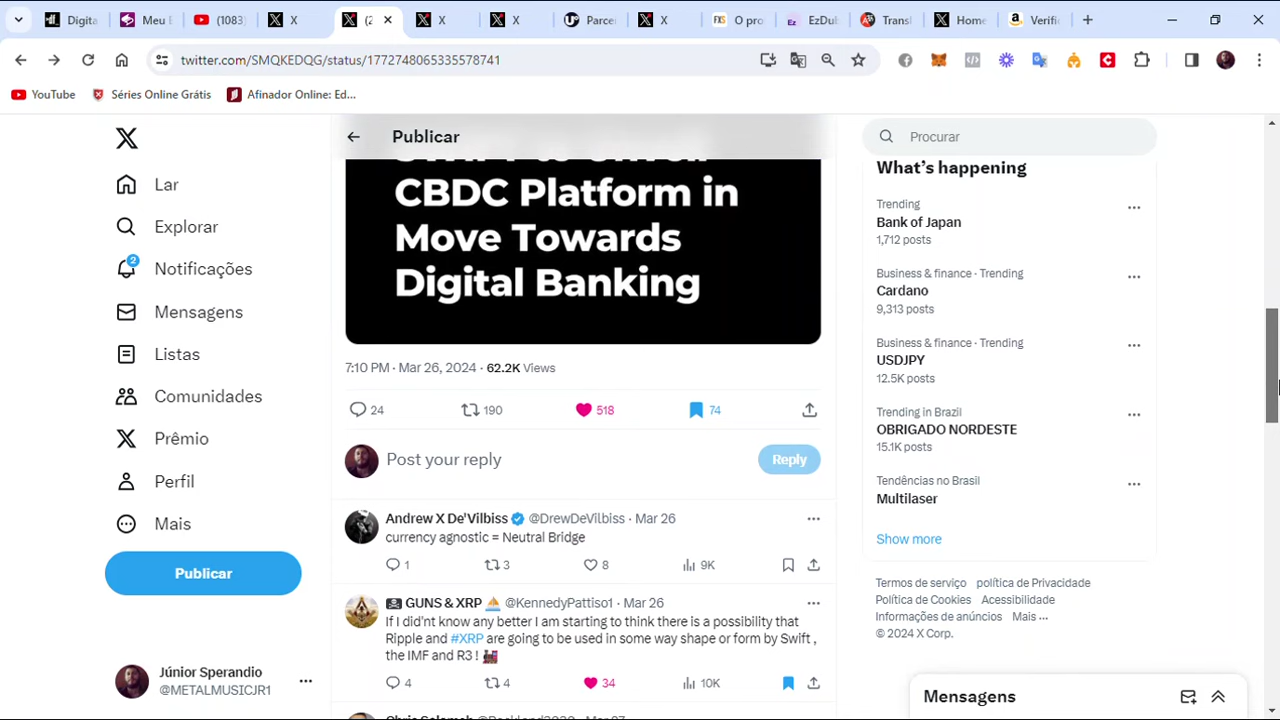 Digita
Meu E
(1083)
X
(2
X
X
Parcer
X
O pro
EzDub
Transl
Home
Verifi
twitter.com/SMQKEDQG/status/1772748065335578741
YouTube
Séries Online Grátis
Afinador Online: Ed...
Lar
Explorar
Notificações
2
Mensagens
Listas
Comunidades
Prêmio
Perfil
Mais
Publicar
Júnior Sperandio
@METALMUSICJR1
Publicar
CBDC Platform in
Move Towards
Digital Banking
7:10 PM · Mar 26, 2024 · 62.2K Views
24 190 518 74
Post your reply
Reply
Andrew X De'Vilbiss @DrewDeVilbiss · Mar 26
currency agnostic = Neutral Bridge
1 3 8 9K
GUNS & XRP @KennedyPattiso1 · Mar 26
If I did'nt know any better I am starting to think there is a possibility that
Ripple and #XRP are going to be used in some way shape or form by Swift ,
the IMF and R3 !
4 4 34 10K
Procurar
What's happening
Trending
Bank of Japan
1,712 posts
Business & finance · Trending
Cardano
9,313 posts
Business & finance · Trending
USDJPY
12.5K posts
Trending in Brazil
OBRIGADO NORDESTE
15.1K posts
Tendências no Brasil
Multilaser
Show more
Termos de serviço política de Privacidade
Política de Cookies Acessibilidade
Informações de anúncios Mais ...
© 2024 X Corp.
Mensagens